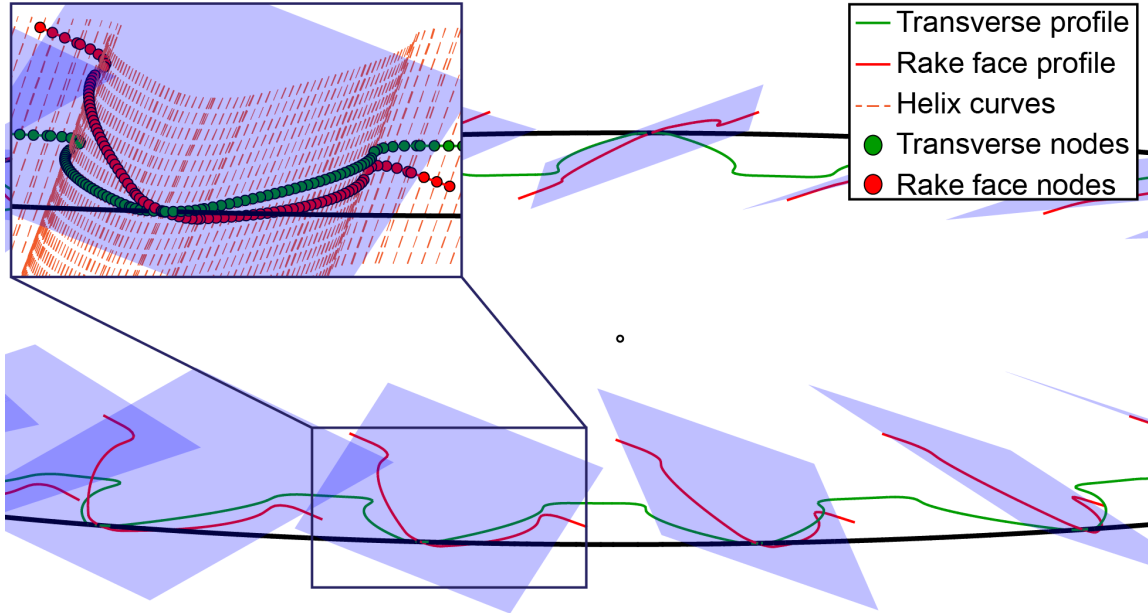 Transverse profile
Rake face profile
Helix curves
Transverse nodes
Rake face nodes